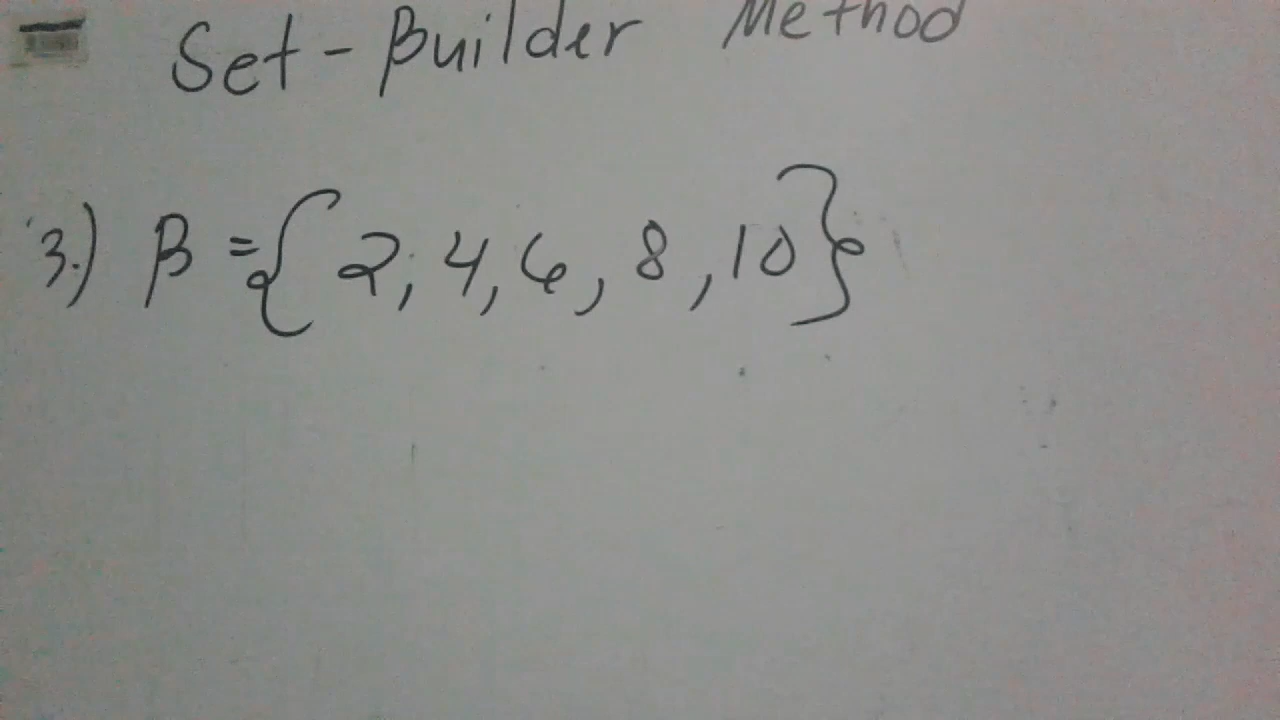 Set-Builder Method
3.) B = { 2, 4, 6, 8, 10 }